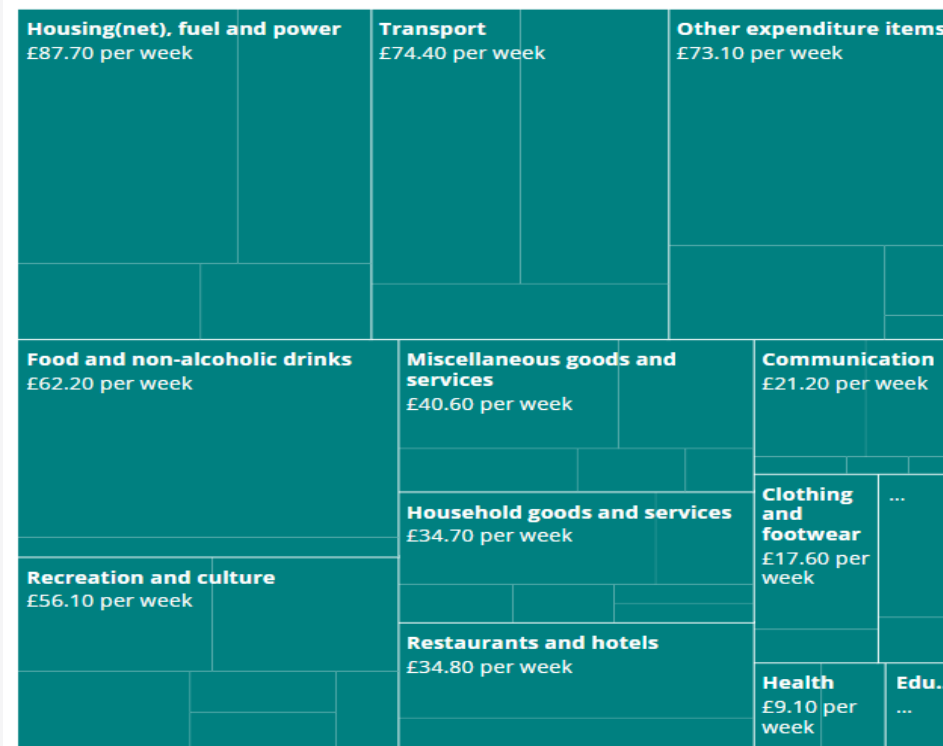 Housing(net), fuel and power
£87.70 per week
Transport
£74.40 per week
Other expenditure items
£73.10 per week
Food and non-alcoholic drinks
£62.20 per week
Miscellaneous goods and
services
£40.60 per week
Communication
£21.20 per week
Clothing
and
footwear
£17.60 per
week
...
Household goods and services
£34.70 per week
Recreation and culture
£56.10 per week
Restaurants and hotels
£34.80 per week
Health
£9.10 per
week
Edu..
...